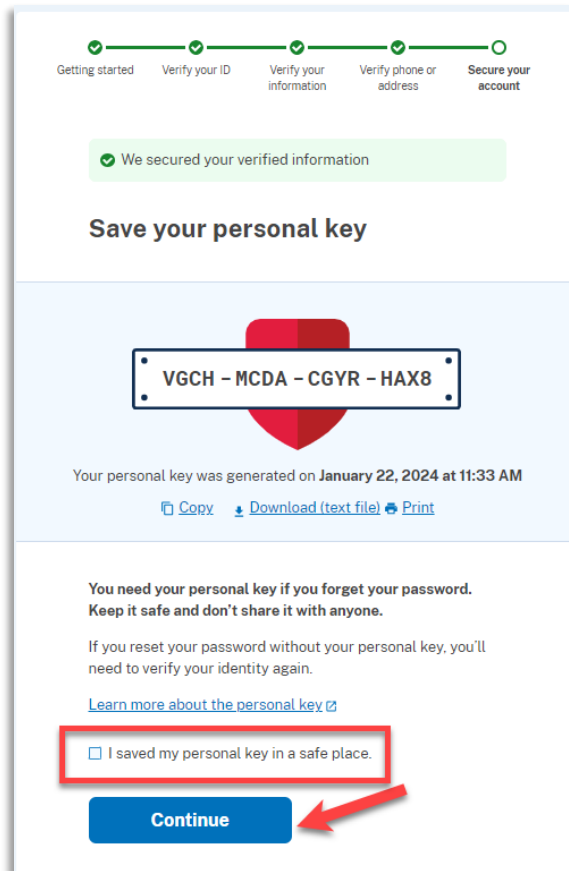 Getting started
Verify your ID
Verify your
information
Verify phone or
address
Secure your
account
We secured your verified information
Save your personal key
VGCH – MCDA – CGYR – HAX8
Your personal key was generated on January 22, 2024 at 11:33 AM
Copy Download (text file) Print
You need your personal key if you forget your password.
Keep it safe and don't share it with anyone.
If you reset your password without your personal key, you'll
need to verify your identity again.
Learn more about the personal key
I saved my personal key in a safe place.
Continue